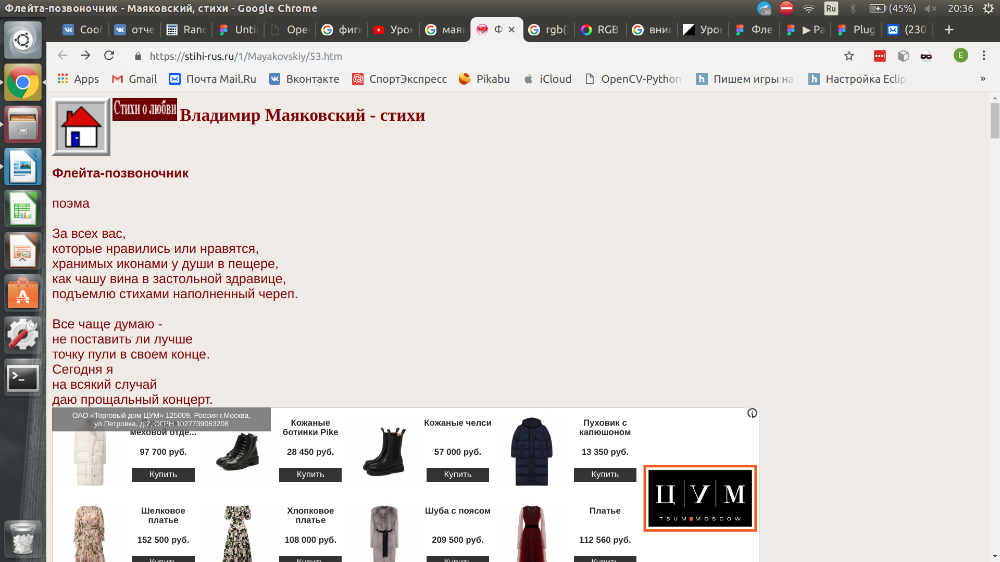 Флейта-позвоночник - Маяковский, стихи - Google Chrome
30
Ru
(45%)
20:36
Сооб
отче
Ranc
Unti
Ope
фигм
Урок
маяк
Ф
rgb(
RGB
вним
Урок
Фле
▶ Pa
Plug
(230
https://stihi-rus.ru/1/Mayakovskiy/53.htm
E
Apps
Gmail
Почта Mail.Ru
Вконтакте
СпортЭкспресс
Pikabu
iCloud
OpenCV-Python
Пишем игры на
Настройка Eclips
»
Стихи о любви
Владимир Маяковский - стихи
Флейта-позвоночник
поэма
За всех вас,
которые нравились или нравятся,
хранимых иконами у души в пещере,
как чашу вина в застольной здравице,
подъемлю стихами наполненный череп.
Все чаще думаю -
не поставить ли лучше
точку пули в своем конце.
Сегодня я
на всякий случай
даю прощальный концерт.
ОАО «Торговый дом ЦУМ» 125009, Россия г.Москва,
ул.Петровка, д.2, ОГРН 1027739063208
меховой отде...
97 700 руб.
Купить
Кожаные
ботинки Pike
28 450 руб.
Купить
Кожаные челси
57 000 руб.
Купить
Пуховик с
капюшоном
13 350 руб.
Купить
Шелковое
платье
152 500 руб.
Купить
Хлопковое
платье
108 000 руб.
Купить
Шуба с поясом
209 500 руб.
Купить
Платье
112 560 руб.
Купить
ЦУМ
TSUM MOSCOW